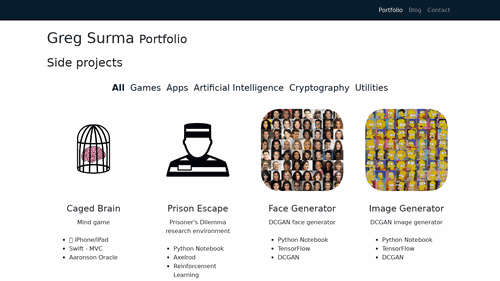 Portfolio Blog Contact
Greg Surma Portfolio
Side projects
All Games Apps Artificial Intelligence Cryptography Utilities
Caged Brain
Mind game
• iPhone/iPad
• Swift - MVC
• Aaronson Oracle
Prison Escape
Prisoner's Dilemma
research environment
• Python Notebook
• Axelrod
• Reinforcement
Learning
Face Generator
DCGAN face generator
• Python Notebook
• TensorFlow
• DCGAN
Image Generator
DCGAN image generator
• Python Notebook
• TensorFlow
• DCGAN